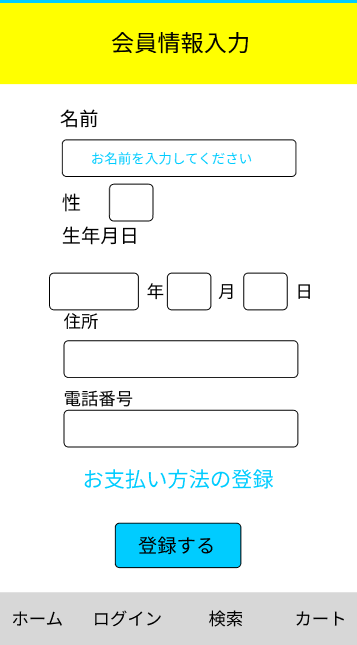 会員情報入力
名前
お名前を入力してください
性
生年月日
年 月 日
住所
電話番号
お支払い方法の登録
登録する
ホーム ログイン 検索 カート